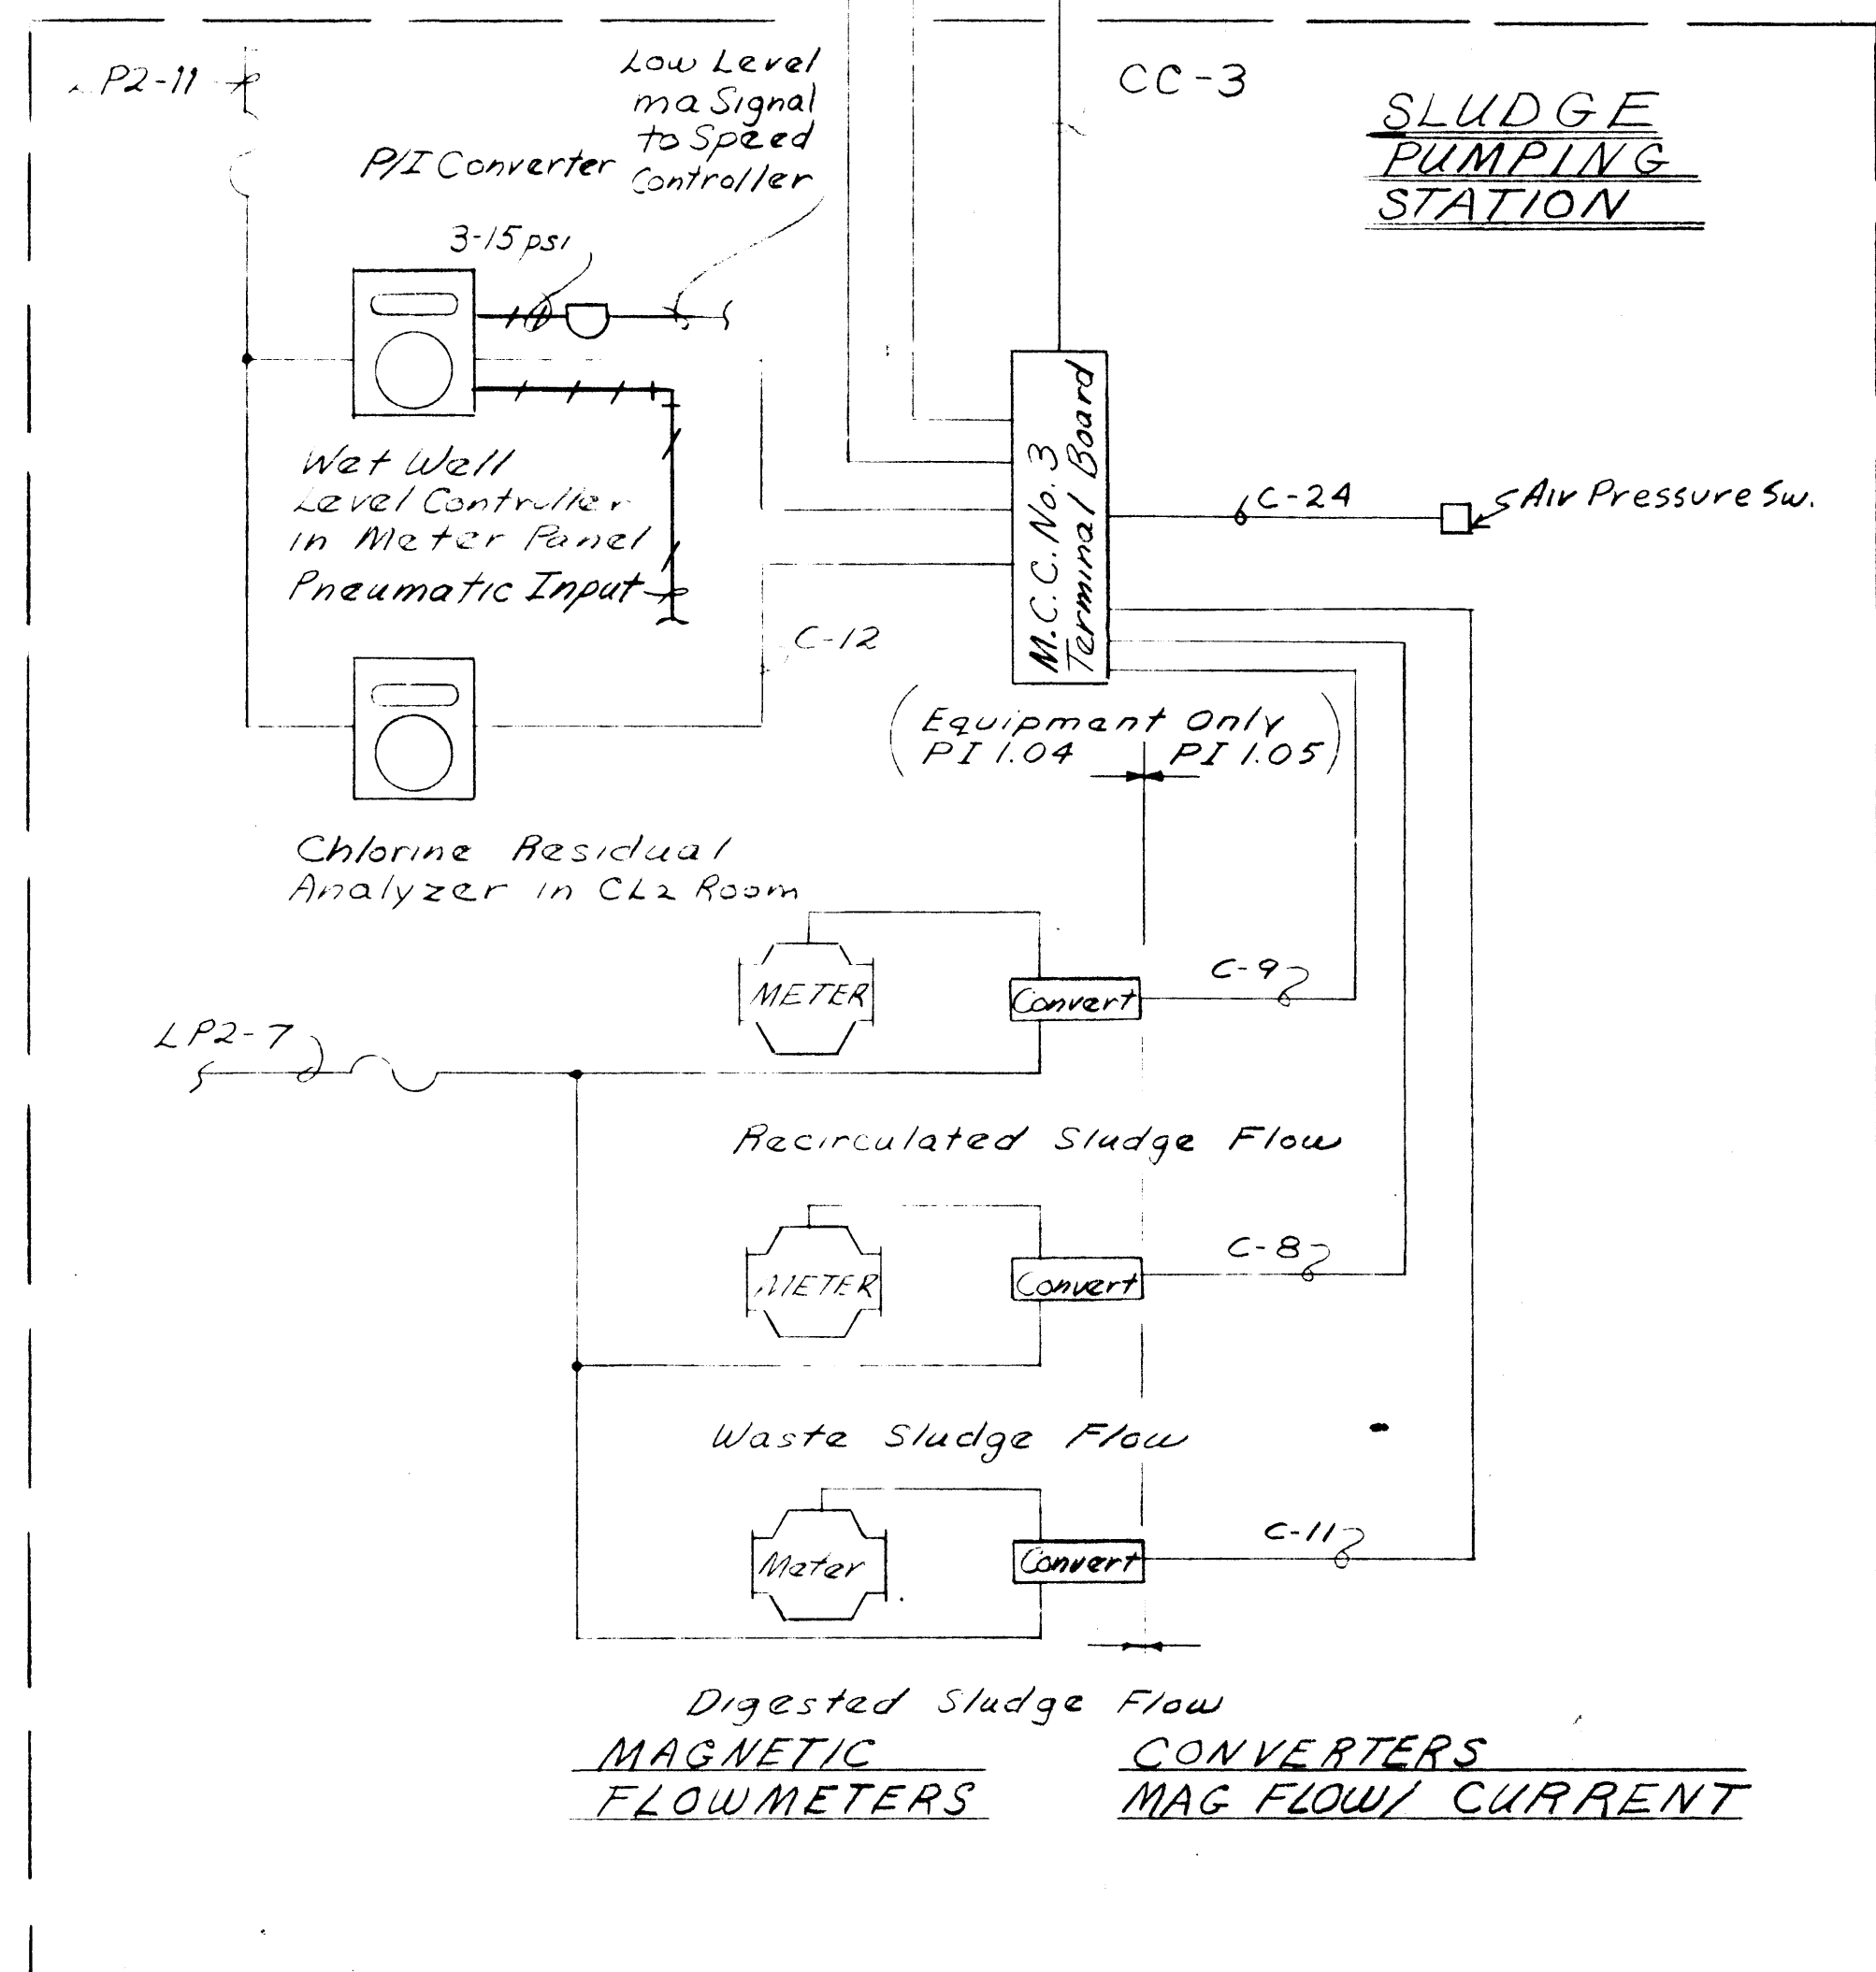 LP2-11
Low Level
ma Signal
to Speed
Controller
CC-3
SLUDGE
PUMPING
STATION
P/I Converter
3-15 psi
Wet Well
Level Controller
in Meter Panel
Pneumatic Input
M.C.C. No. 3
Terminal Board
C-24
Air Pressure Sw.
C-12
(Equipment Only
PI 1.04 PI 1.05)
Chlorine Residual
Analyzer in CL2 Room
METER
Convert
C-9
LP2-7
Recirculated Sludge Flow
METER
Convert
C-8
Waste Sludge Flow
Meter
Convert
C-11
Digested Sludge Flow
MAGNETIC
FLOWMETERS
CONVERTERS
MAG FLOW/ CURRENT